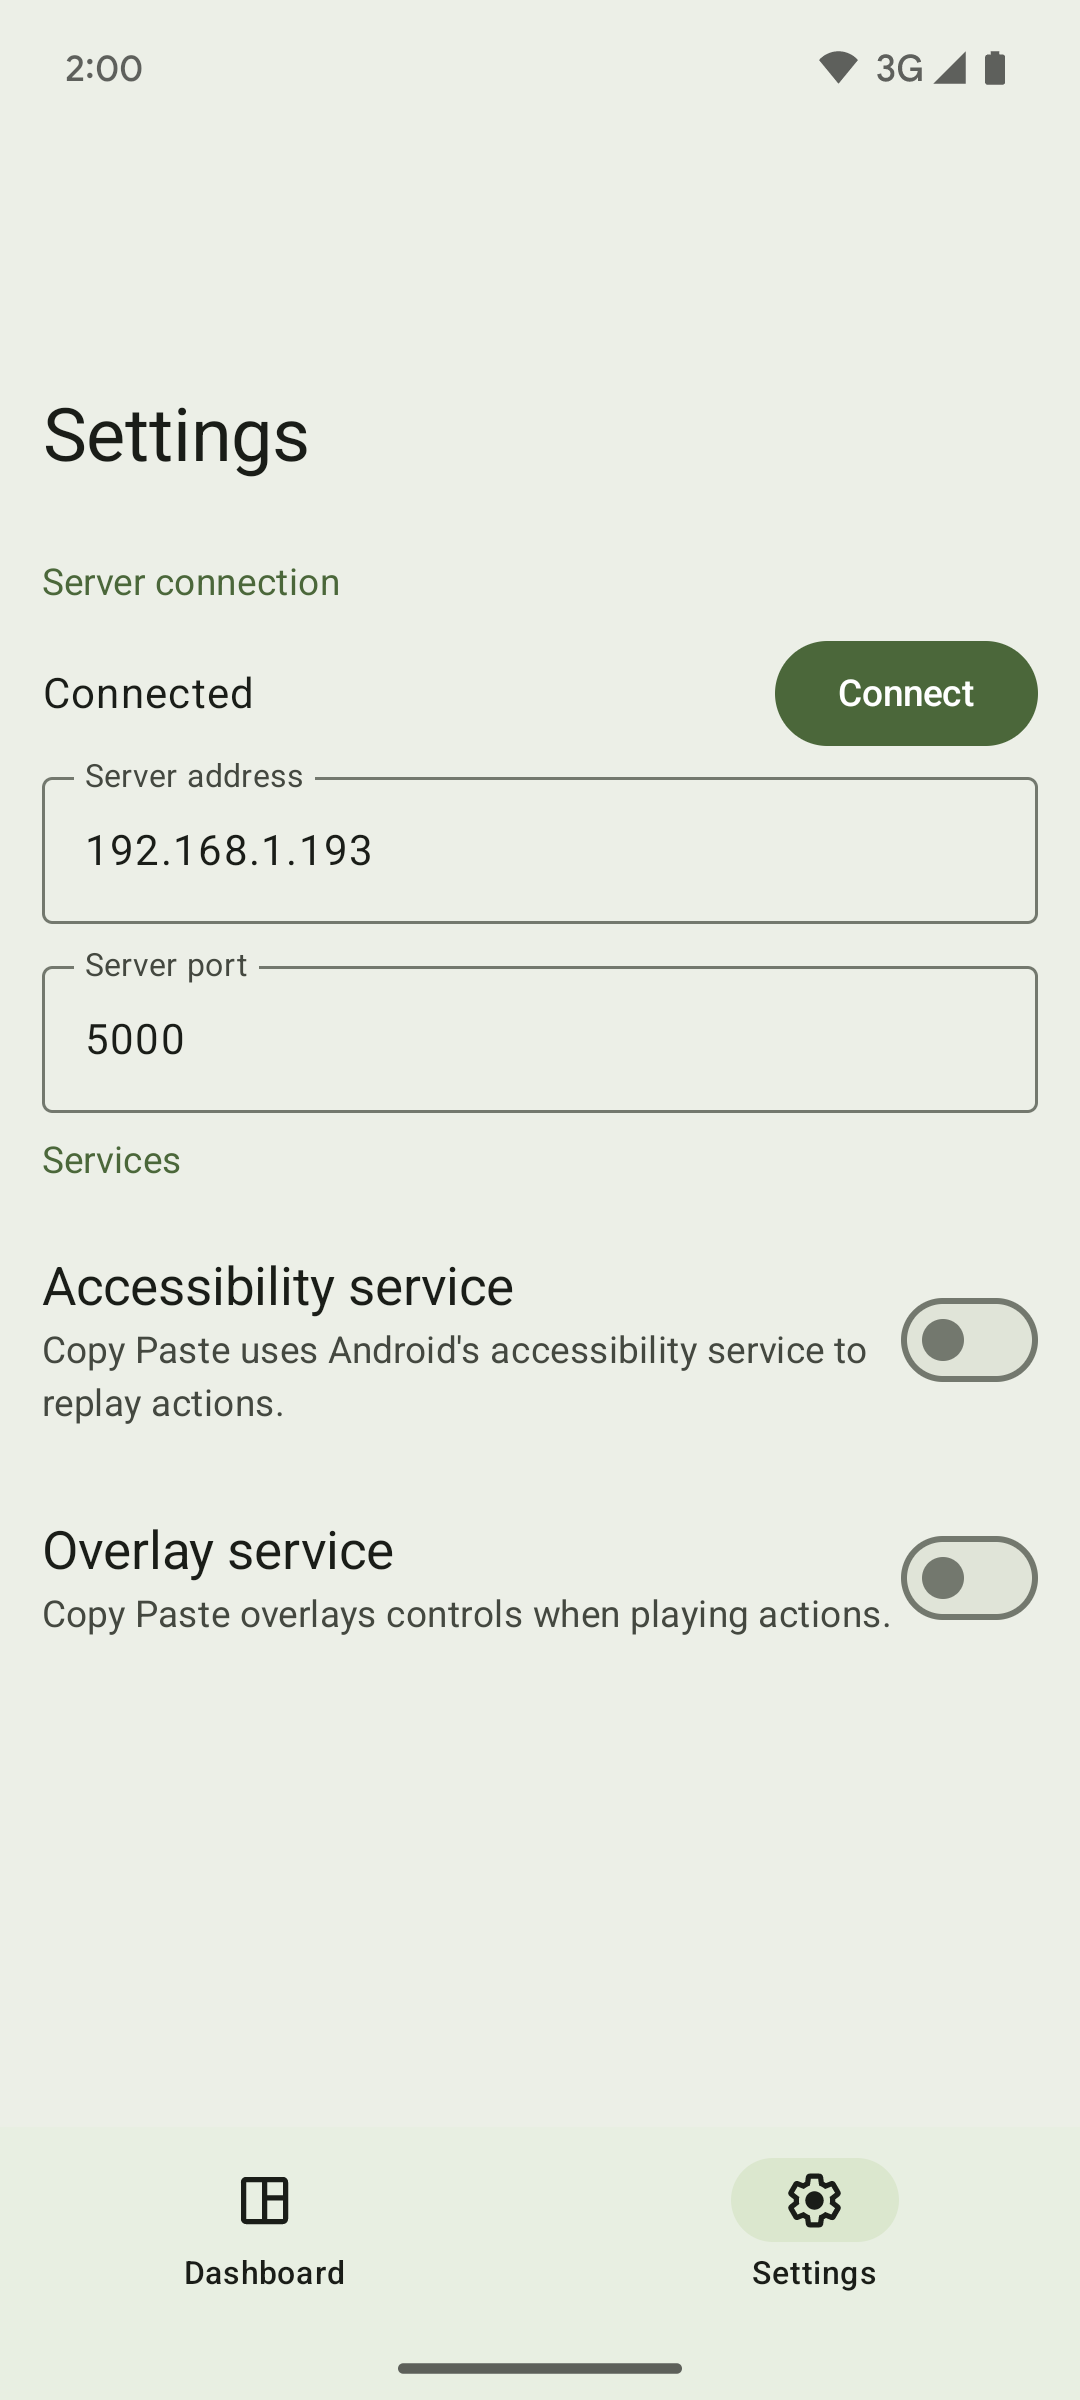 2:00
3G
Settings
Server connection
Connected
Connect
Server address
192.168.1.193
Server port
5000
Services
Accessibility service
Copy Paste uses Android's accessibility service to
replay actions.
Overlay service
Copy Paste overlays controls when playing actions.
Dashboard
Settings